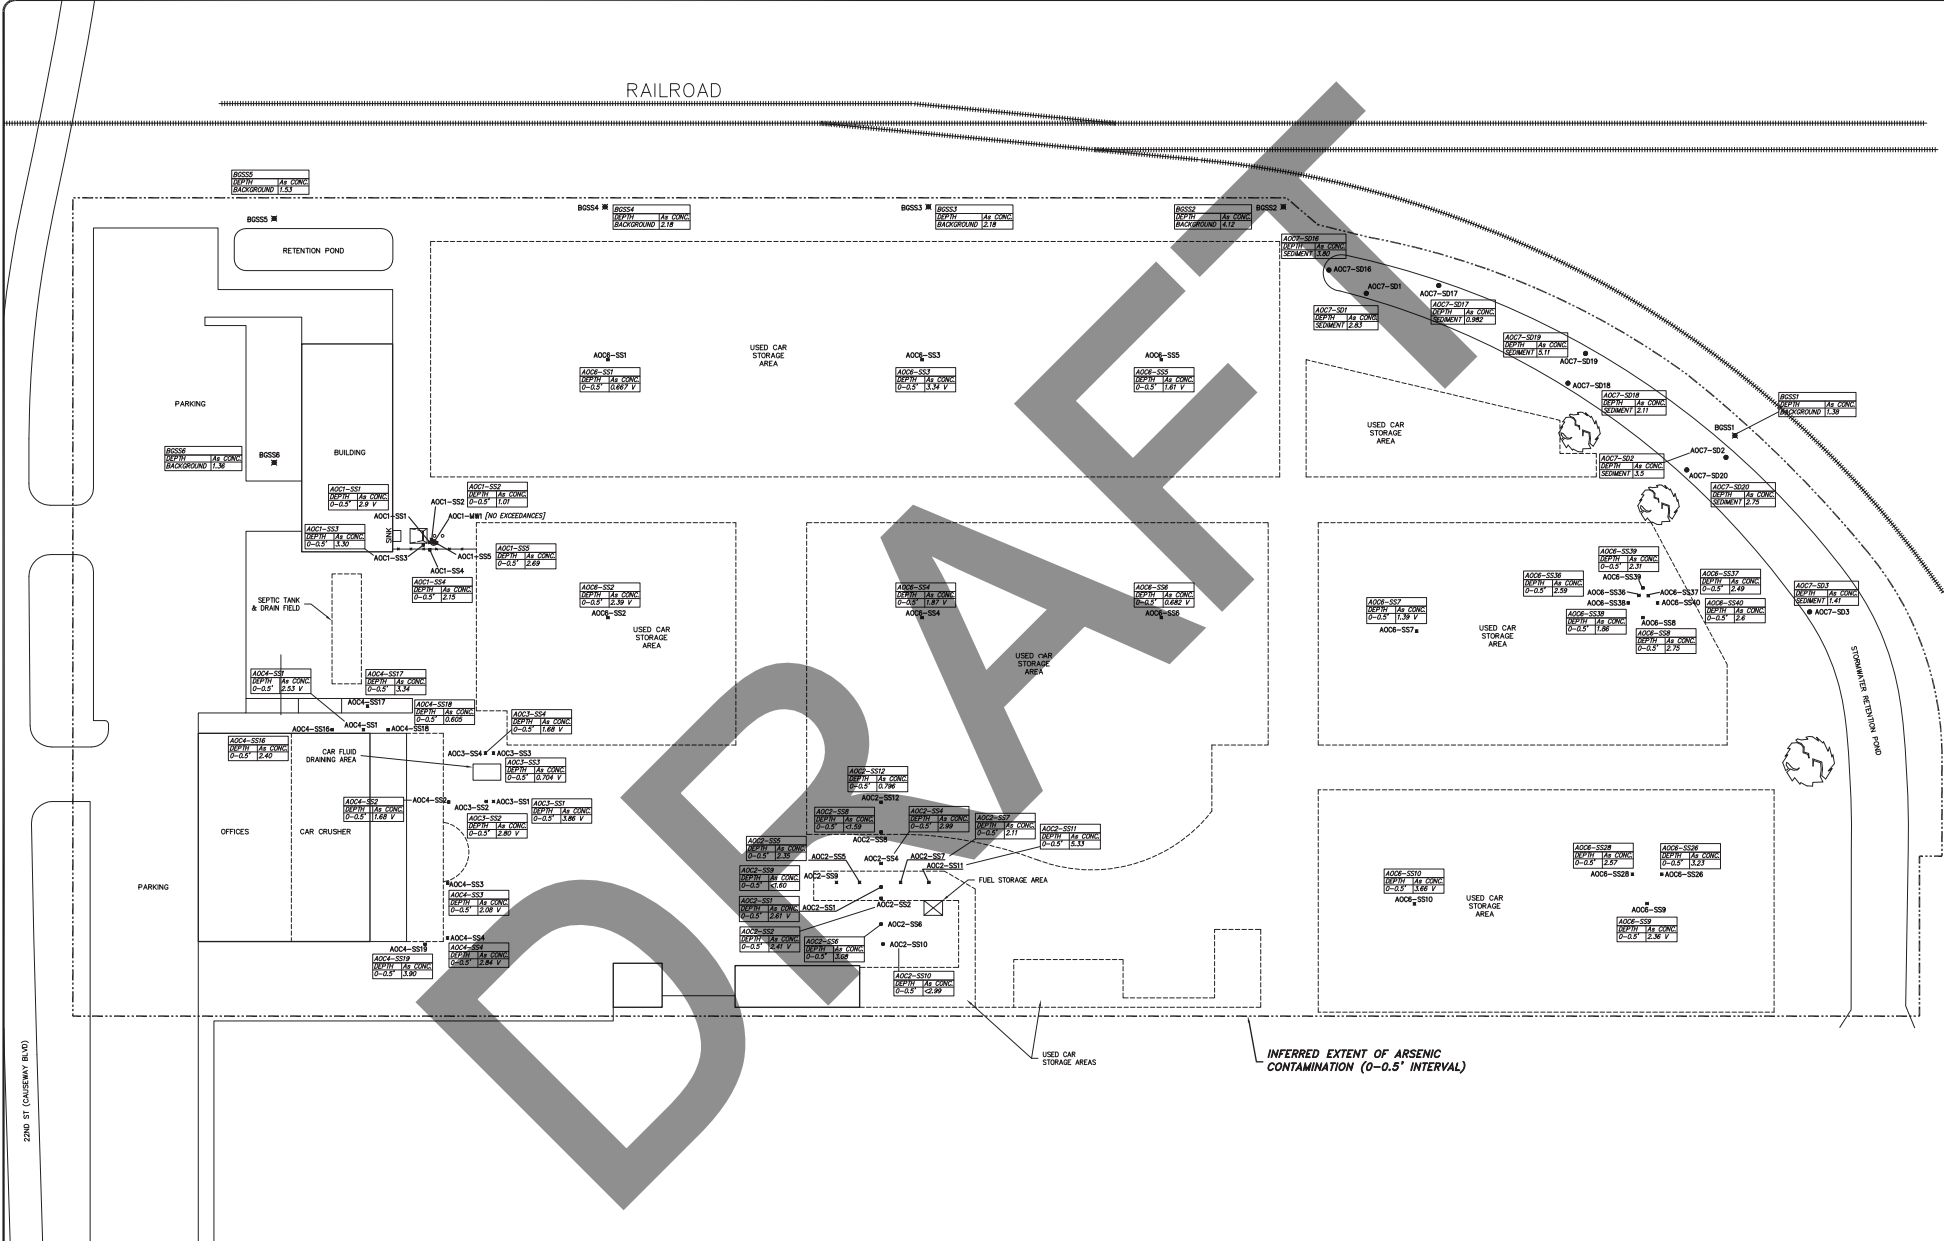 RAILROAD
BGSS5
DEPTH As CONC.
BACKGROUND 1.53
BGSS5
RETENTION POND
BGSS4
BGSS4
DEPTH As CONC.
BACKGROUND 2.18
BGSS3
BGSS3
DEPTH As CONC.
BACKGROUND 2.18
BGSS2
DEPTH As CONC.
BACKGROUND 4.12
BGSS2
AOC7-SD16
DEPTH As CONC.
SEDIMENT 3.80
AOC7-SD16
AOC7-SD1
AOC7-SD1
DEPTH As CONC.
SEDIMENT 2.83
AOC7-SD17
AOC7-SD17
DEPTH As CONC.
SEDIMENT 0.982
AOC7-SD19
DEPTH As CONC.
SEDIMENT 5.11
AOC7-SD19
AOC7-SD18
AOC7-SD18
DEPTH As CONC.
SEDIMENT 2.11
BGSS1
DEPTH As CONC.
BACKGROUND 1.38
BGSS1
AOC7-SD2
AOC7-SD2
DEPTH As CONC.
SEDIMENT 3.5
AOC7-SD20
AOC7-SD20
DEPTH As CONC.
SEDIMENT 2.75
USED CAR
STORAGE
AREA
AOC6-SS1
AOC6-SS1
DEPTH As CONC.
0-0.5' 0.667 V
AOC6-SS3
AOC6-SS3
DEPTH As CONC.
0-0.5' 3.34 V
AOC6-SS5
AOC6-SS5
DEPTH As CONC.
0-0.5' 1.61 V
USED CAR
STORAGE
AREA
PARKING
BGSS6
DEPTH As CONC.
BACKGROUND 1.36
BGSS6
BUILDING
AOC1-SS1
DEPTH As CONC.
0-0.5' 2.9 V
AOC1-SS2
DEPTH As CONC.
0-0.5' 1.01
AOC1-SS2
AOC1-SS1
AOC1-MW1 [NO EXCEEDANCES]
AOC1-SS3
DEPTH As CONC.
0-0.5' 3.30
SINK
AOC1-SS3
AOC1-SS5
AOC1-SS5
DEPTH As CONC.
0-0.5' 2.69
AOC1-SS4
AOC1-SS4
DEPTH As CONC.
0-0.5' 2.15
SEPTIC TANK
& DRAIN FIELD
AOC6-SS2
DEPTH As CONC.
0-0.5' 2.39 V
AOC6-SS2
USED CAR
STORAGE
AREA
AOC6-SS4
DEPTH As CONC.
0-0.5' 1.87 V
AOC6-SS4
USED CAR
STORAGE
AREA
AOC6-SS6
DEPTH As CONC.
0-0.5' 0.682 V
AOC6-SS6
AOC6-SS7
DEPTH As CONC.
0-0.5' 1.39 V
AOC6-SS7
USED CAR
STORAGE
AREA
AOC6-SS39
DEPTH As CONC.
0-0.5' 2.31
AOC6-SS39
AOC6-SS36
DEPTH As CONC.
0-0.5' 2.59
AOC6-SS36
AOC6-SS37
AOC6-SS37
DEPTH As CONC.
0-0.5' 2.49
AOC6-SS38
AOC6-SS40
AOC6-SS40
DEPTH As CONC.
0-0.5' 2.6
AOC6-SS38
DEPTH As CONC.
0-0.5' 1.86
AOC6-SS8
AOC6-SS8
DEPTH As CONC.
0-0.5' 2.75
AOC7-SD3
DEPTH As CONC.
SEDIMENT 1.41
AOC7-SD3
STORMWATER RETENTION POND
AOC4-SS1
DEPTH As CONC.
0-0.5' 2.53 V
AOC4-SS17
DEPTH As CONC.
0-0.5' 3.34
AOC4-SS17
AOC4-SS18
DEPTH As CONC.
0-0.5' 0.605
AOC4-SS16
AOC4-SS1
AOC4-SS18
AOC4-SS16
DEPTH As CONC.
0-0.5' 2.40
CAR FLUID
DRAINING AREA
AOC3-SS4
DEPTH As CONC.
0-0.5' 1.68 V
AOC3-SS4
AOC3-SS3
AOC3-SS3
DEPTH As CONC.
0-0.5' 0.704 V
AOC4-SS2
DEPTH As CONC.
0-0.5' 1.68 V
AOC4-SS2
AOC3-SS2
AOC3-SS1
AOC3-SS1
DEPTH As CONC.
0-0.5' 3.86 V
AOC3-SS2
DEPTH As CONC.
0-0.5' 2.80 V
OFFICES
CAR CRUSHER
PARKING
AOC4-SS3
AOC4-SS3
DEPTH As CONC.
0-0.5' 2.08 V
AOC4-SS4
AOC4-SS4
DEPTH As CONC.
0-0.5' 2.84 V
AOC4-SS19
AOC4-SS19
DEPTH As CONC.
0-0.5' 3.90
AOC2-SS12
DEPTH As CONC.
0-0.5' 0.796
AOC2-SS12
AOC2-SS8
DEPTH As CONC.
0-0.5' <1.59
AOC2-SS8
AOC2-SS4
DEPTH As CONC.
0-0.5' 2.99
AOC2-SS7
DEPTH As CONC.
0-0.5' 2.11
AOC2-SS11
DEPTH As CONC.
0-0.5' 5.33
AOC2-SS5
DEPTH As CONC.
0-0.5' 2.35
AOC2-SS5
AOC2-SS4
AOC2-SS7
AOC2-SS11
AOC2-SS9
DEPTH As CONC.
0-0.5' <1.60
AOC2-SS9
FUEL STORAGE AREA
AOC2-SS1
DEPTH As CONC.
0-0.5' 2.61 V
AOC2-SS1
AOC2-SS2
AOC2-SS2
DEPTH As CONC.
0-0.5' 2.41 V
AOC2-SS6
AOC2-SS6
DEPTH As CONC.
0-0.5' 3.08
AOC2-SS10
AOC2-SS10
DEPTH As CONC.
0-0.5' <2.99
AOC6-SS10
DEPTH As CONC.
0-0.5' 3.66 V
AOC6-SS10
USED CAR
STORAGE
AREA
AOC6-SS28
DEPTH As CONC.
0-0.5' 2.57
AOC6-SS28
AOC6-SS26
DEPTH As CONC.
0-0.5' 3.23
AOC6-SS26
AOC6-SS9
AOC6-SS9
DEPTH As CONC.
0-0.5' 2.36 V
USED CAR
STORAGE AREAS
INFERRED EXTENT OF ARSENIC
CONTAMINATION (0-0.5' INTERVAL)
22ND ST (CAUSEWAY BLVD)
DRAFT